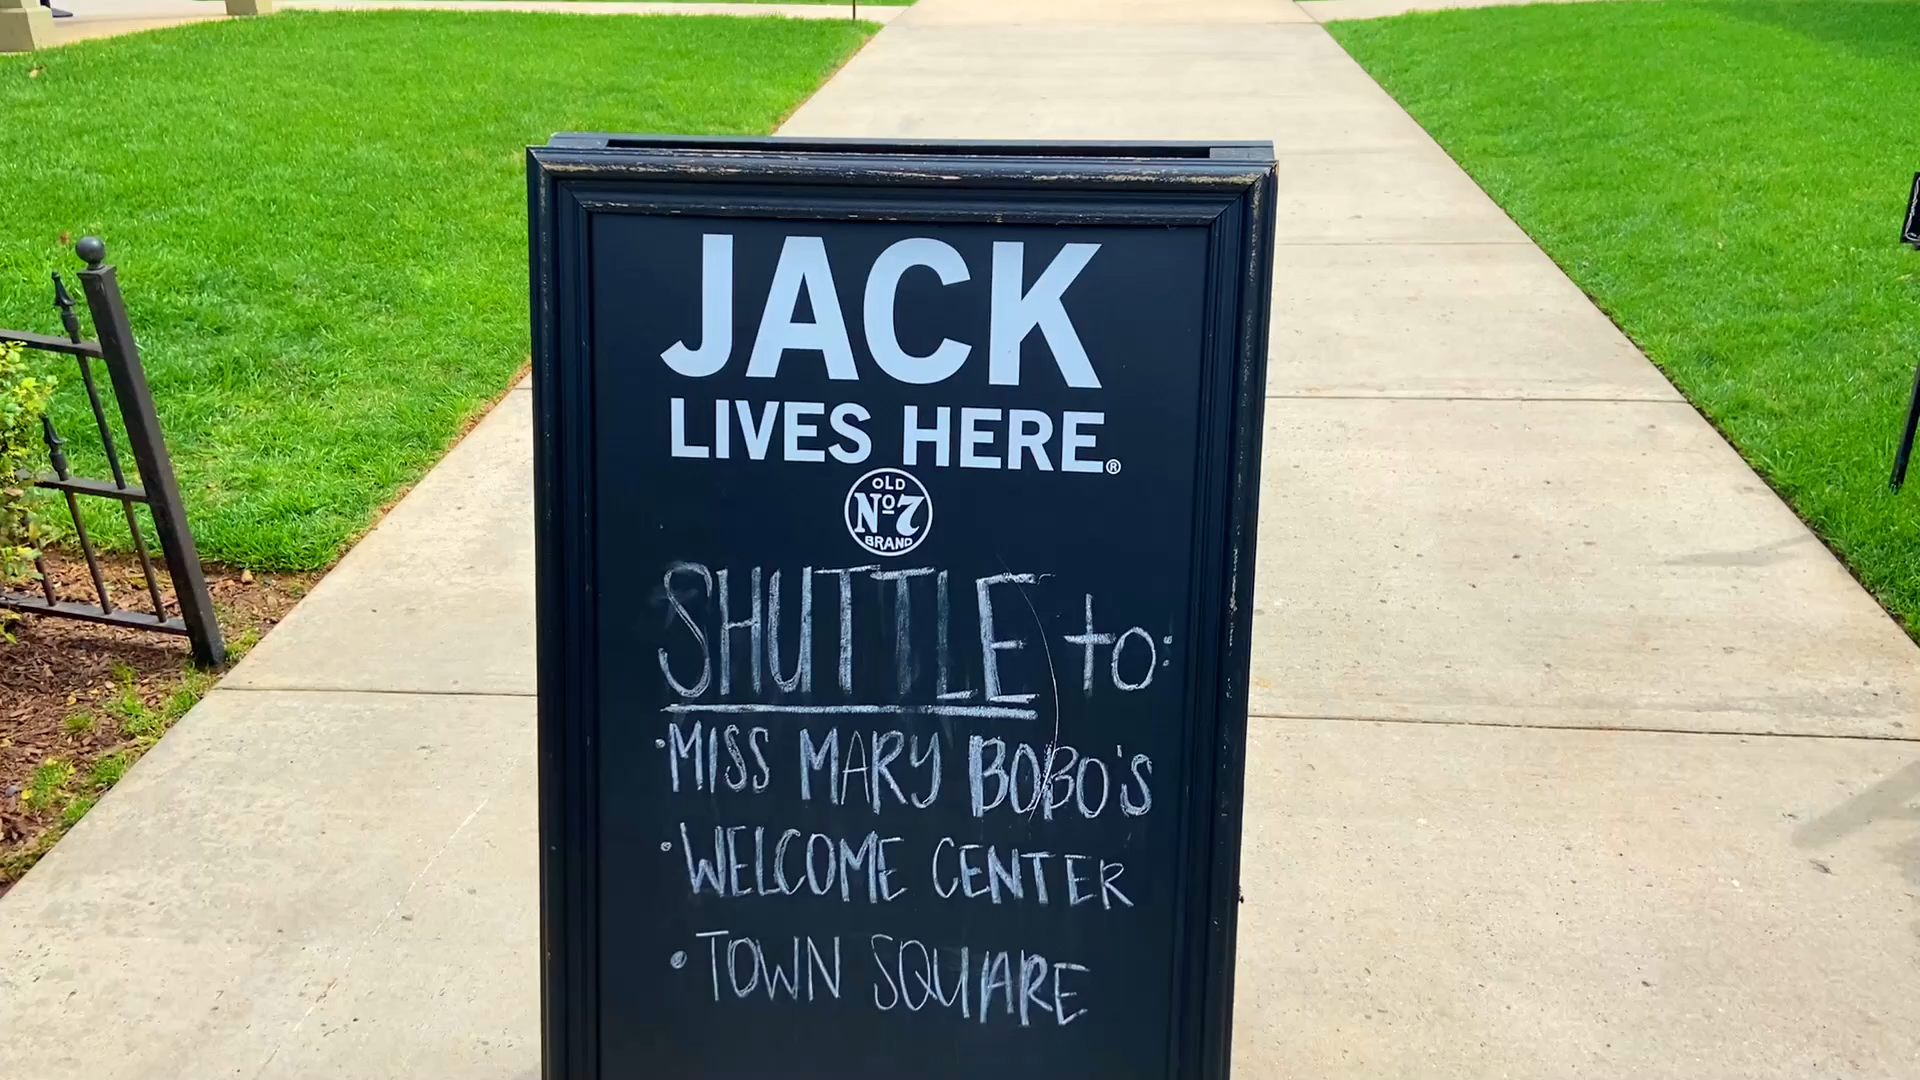 JACK
LIVES HERE®
OLD
Nº7
BRAND
SHUTTLE to:
•MISS MARY BOBO'S
•WELCOME CENTER
•TOWN SQUARE